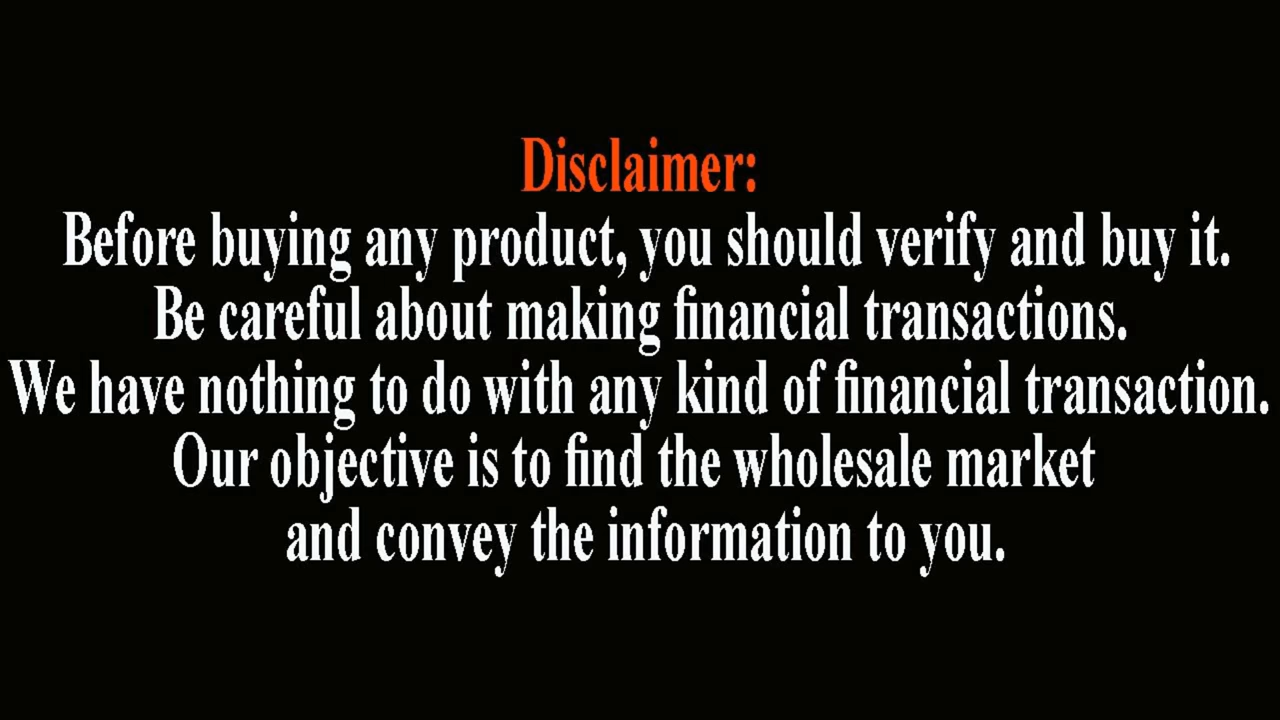 Disclaimer:
Before buying any product, you should verify and buy it.
Be careful about making financial transactions.
We have nothing to do with any kind of financial transaction.
Our objective is to find the wholesale market
and convey the information to you.